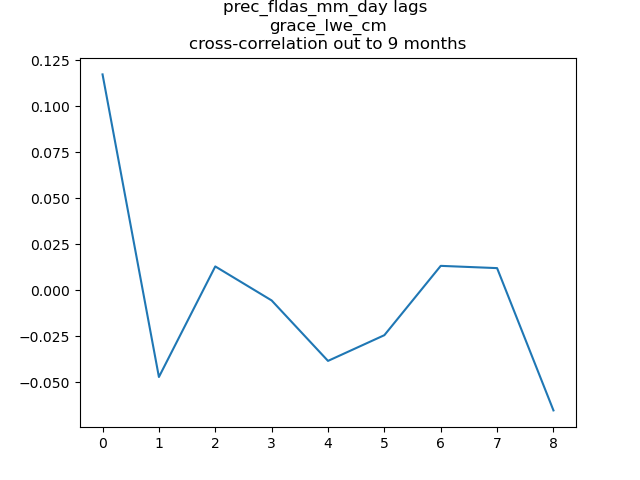 prec_fldas_mm_day lags
grace_lwe_cm
cross-correlation out to 9 months
0.125
0.100
0.075
0.050
0.025
0.000
−0.025
−0.050
0 1 2 3 4 5 6 7 8